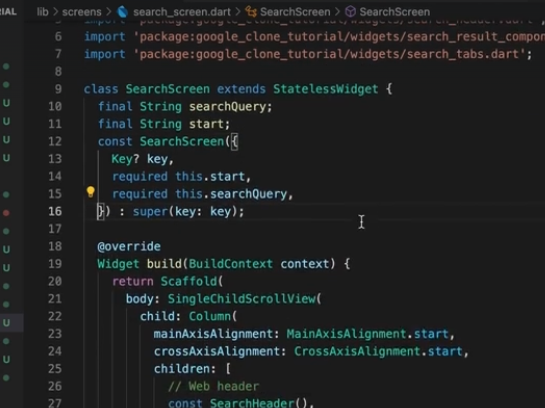 RIAL lib > screens > search_screen.dart > SearchScreen > SearchScreen
5 import 'package:google_clone_tutorial/widgets/search_header.dart';
6 import 'package:google_clone_tutorial/widgets/search_result_compon
7 import 'package:google_clone_tutorial/widgets/search_tabs.dart';
8
9 class SearchScreen extends StatelessWidget {
10 final String searchQuery;
11 final String start;
12 const SearchScreen({
13 Key? key,
14 required this.start,
15 required this.searchQuery,
16 }) : super(key: key);
17
18 @override
19 Widget build(BuildContext context) {
20 return Scaffold(
21 body: SingleChildScrollView(
22 child: Column(
23 mainAxisAlignment: MainAxisAlignment.start,
24 crossAxisAlignment: CrossAxisAlignment.start,
25 children: [
26 // Web header
27 const SearchHeader(),
U
U
U
U
U
U
U